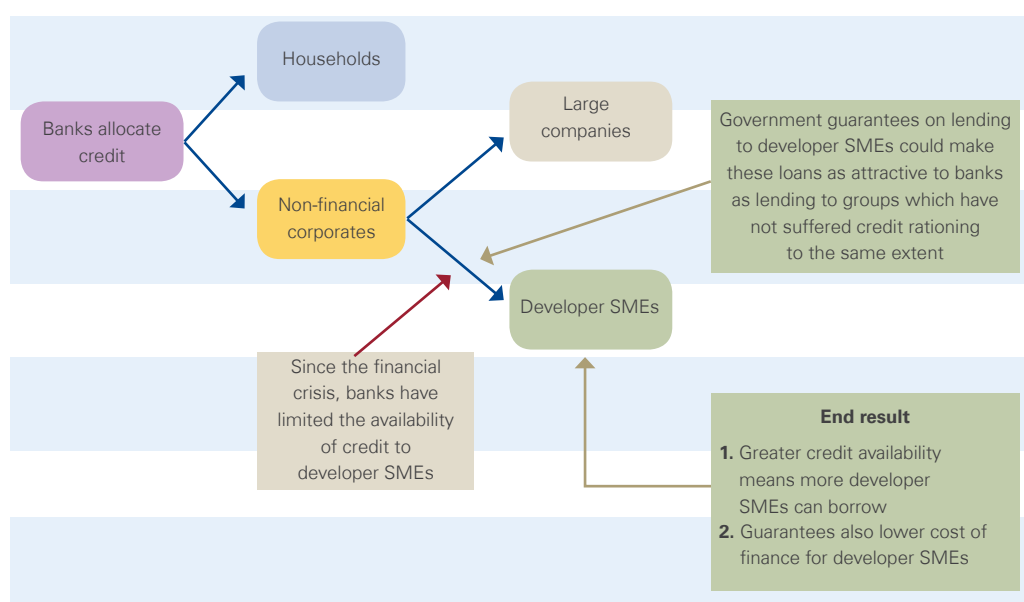 Households
Banks allocate
credit
Non-financial
corporates
Large
companies
Government guarantees on lending
to developer SMEs could make
these loans as attractive to banks
as lending to groups which have
not suffered credit rationing
to the same extent
Developer SMEs
Since the financial
crisis, banks have
limited the availability
of credit to
developer SMEs
End result
1. Greater credit availability
means more developer
SMEs can borrow
2. Guarantees also lower cost of
finance for developer SMEs